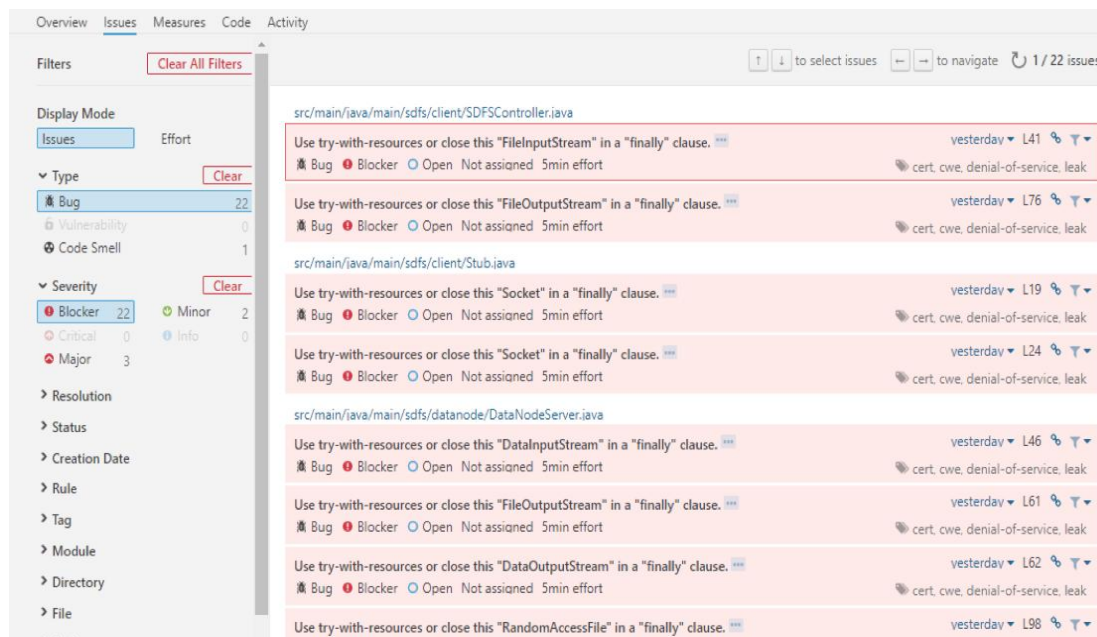 Overview Issues Measures Code Activity
Filters Clear All Filters
↑ ↓ to select issues ← → to navigate 1 / 22 issues
Display Mode
Issues Effort
Type Clear
Bug 22
Vulnerability 0
Code Smell 1
Severity Clear
Blocker 22 Minor 2
Critical 0 Info 0
Major 3
Resolution
Status
Creation Date
Rule
Tag
Module
Directory
File
src/main/java/main/sdfs/client/SDFSController.java
Use try-with-resources or close this "FileInputStream" in a "finally" clause. ... yesterday L41
Bug Blocker Open Not assigned 5min effort cert, cwe, denial-of-service, leak
Use try-with-resources or close this "FileOutputStream" in a "finally" clause. ... yesterday L76
Bug Blocker Open Not assigned 5min effort cert, cwe, denial-of-service, leak
src/main/java/main/sdfs/client/Stub.java
Use try-with-resources or close this "Socket" in a "finally" clause. ... yesterday L19
Bug Blocker Open Not assigned 5min effort cert, cwe, denial-of-service, leak
Use try-with-resources or close this "Socket" in a "finally" clause. ... yesterday L24
Bug Blocker Open Not assigned 5min effort cert, cwe, denial-of-service, leak
src/main/java/main/sdfs/datanode/DataNodeServer.java
Use try-with-resources or close this "DataInputStream" in a "finally" clause. ... yesterday L46
Bug Blocker Open Not assigned 5min effort cert, cwe, denial-of-service, leak
Use try-with-resources or close this "FileOutputStream" in a "finally" clause. ... yesterday L61
Bug Blocker Open Not assigned 5min effort cert, cwe, denial-of-service, leak
Use try-with-resources or close this "DataOutputStream" in a "finally" clause. ... yesterday L62
Bug Blocker Open Not assigned 5min effort cert, cwe, denial-of-service, leak
Use try-with-resources or close this "RandomAccessFile" in a "finally" clause. ... yesterday L98